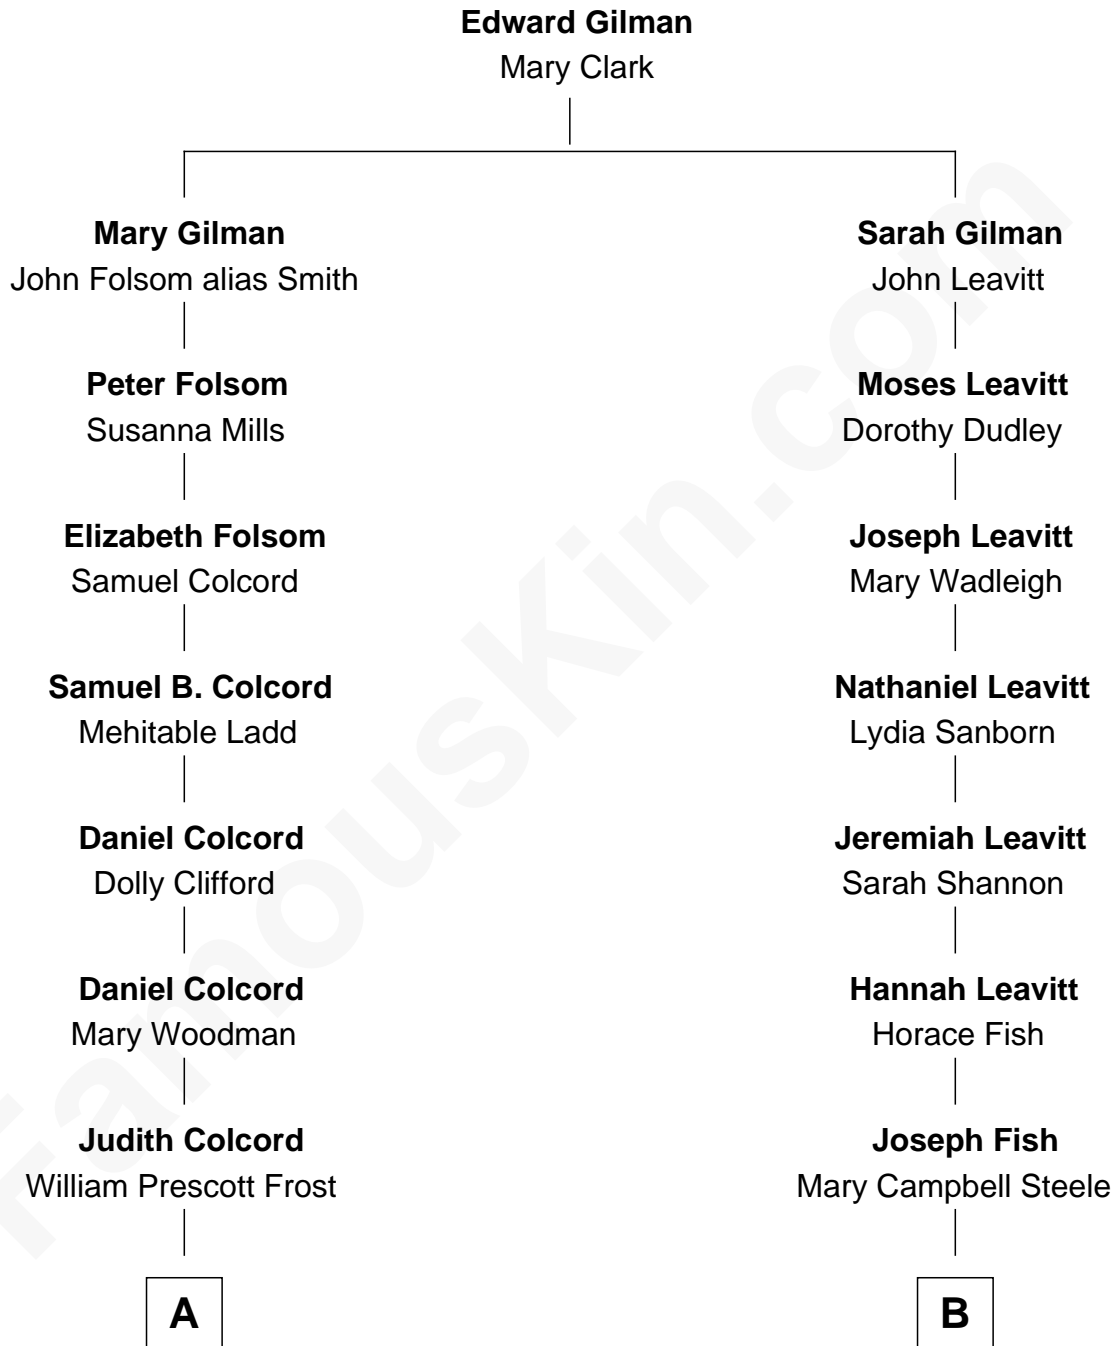 Edward Gilman
Mary Clark
Mary Gilman
John Folsom alias Smith
Sarah Gilman
John Leavitt
Peter Folsom
Susanna Mills
Moses Leavitt
Dorothy Dudley
Elizabeth Folsom
Samuel Colcord
Joseph Leavitt
Mary Wadleigh
Samuel B. Colcord
Mehitable Ladd
Nathaniel Leavitt
Lydia Sanborn
Daniel Colcord
Dolly Clifford
Jeremiah Leavitt
Sarah Shannon
Daniel Colcord
Mary Woodman
Hannah Leavitt
Horace Fish
Judith Colcord
William Prescott Frost
Joseph Fish
Mary Campbell Steele
A
B
FamousKin.com